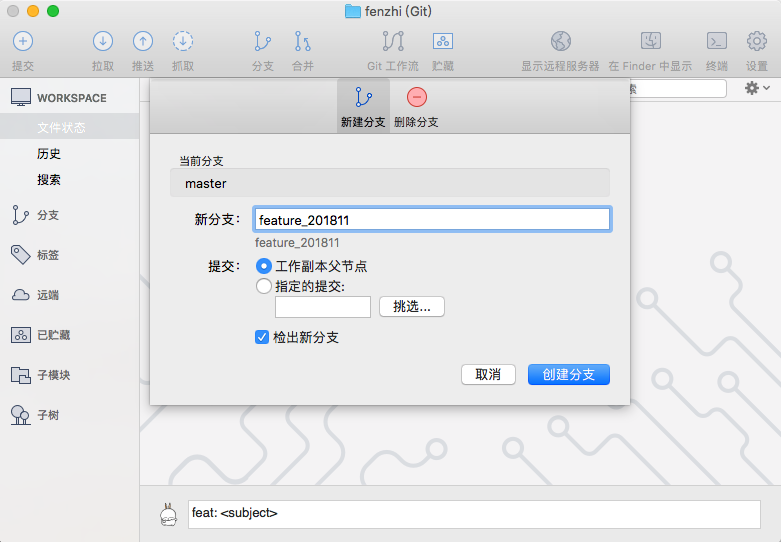 fenzhi (Git)
提交 拉取 推送 抓取 分支 合并 Git 工作流 贮藏 显示远程服务器 在 Finder 中显示 终端 设置
WORKSPACE
文件状态
历史
搜索
分支
标签
远端
已贮藏
子模块
子树
索
新建分支 删除分支
当前分支
master
新分支: feature_201811
feature_201811
提交: 工作副本父节点
指定的提交:
挑选...
检出新分支
取消 创建分支
feat: <subject>